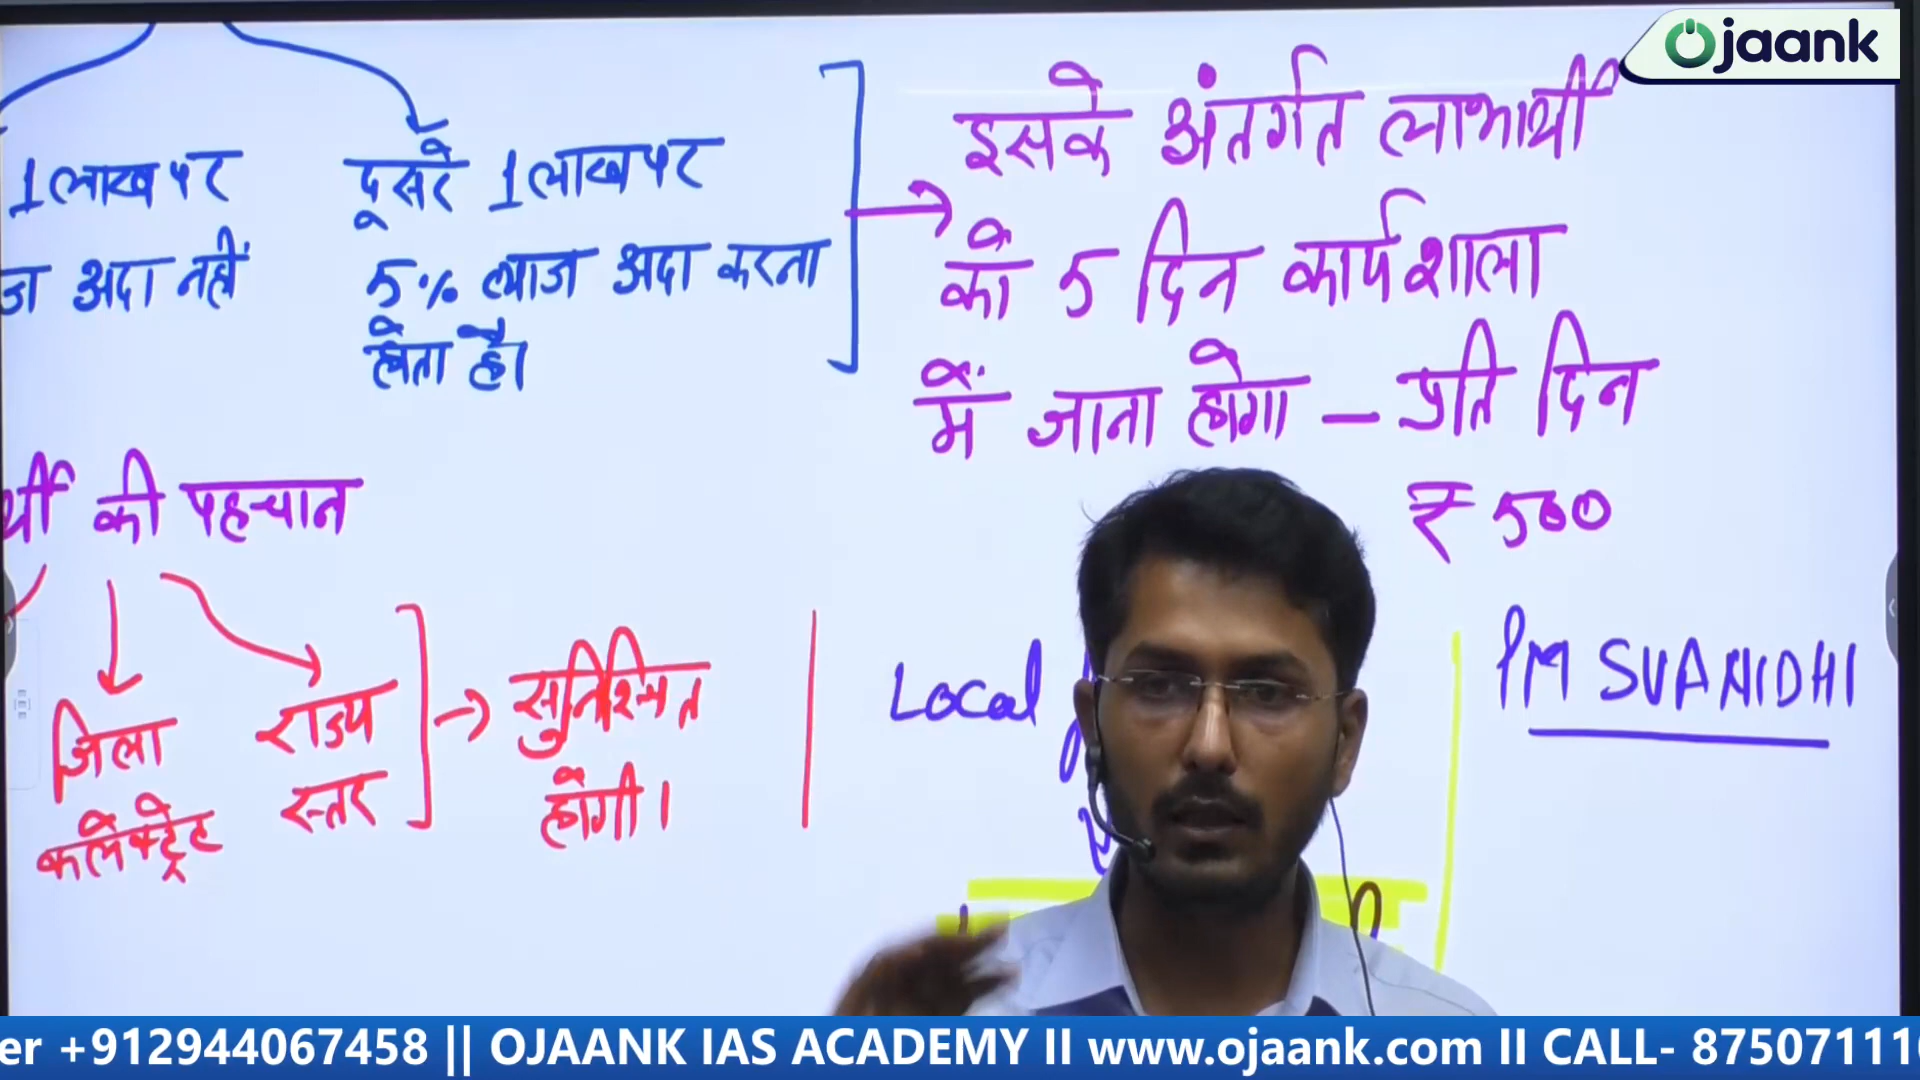 Ojaank
1 लाख पर
ज अदा नहीं
दूसरे 1 लाख पर
5% ब्याज अदा करना
होता है।
इसके अंतर्गत लाभार्थी
को 5 दिन कार्यशाला
में जाना होगा – प्रति दिन
₹ 500
र्थी की पहचान
जिला
कलेक्ट्रेट
राज्य
स्तर
सुनिश्चित
होगी।
Local
PM SVANIDHI
er +912944067458 || OJAANK IAS ACADEMY II www.ojaank.com II CALL- 875071110